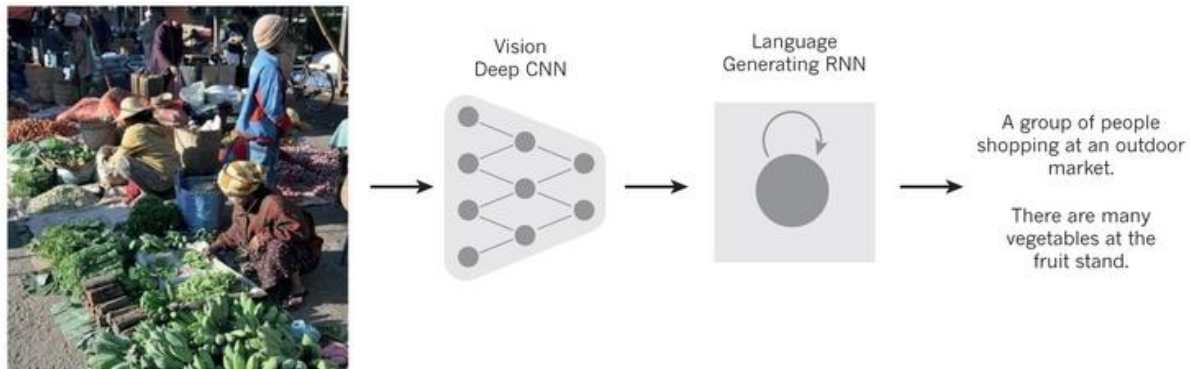 Vision
Deep CNN
Language
Generating RNN
A group of people
shopping at an outdoor
market.
There are many
vegetables at the
fruit stand.